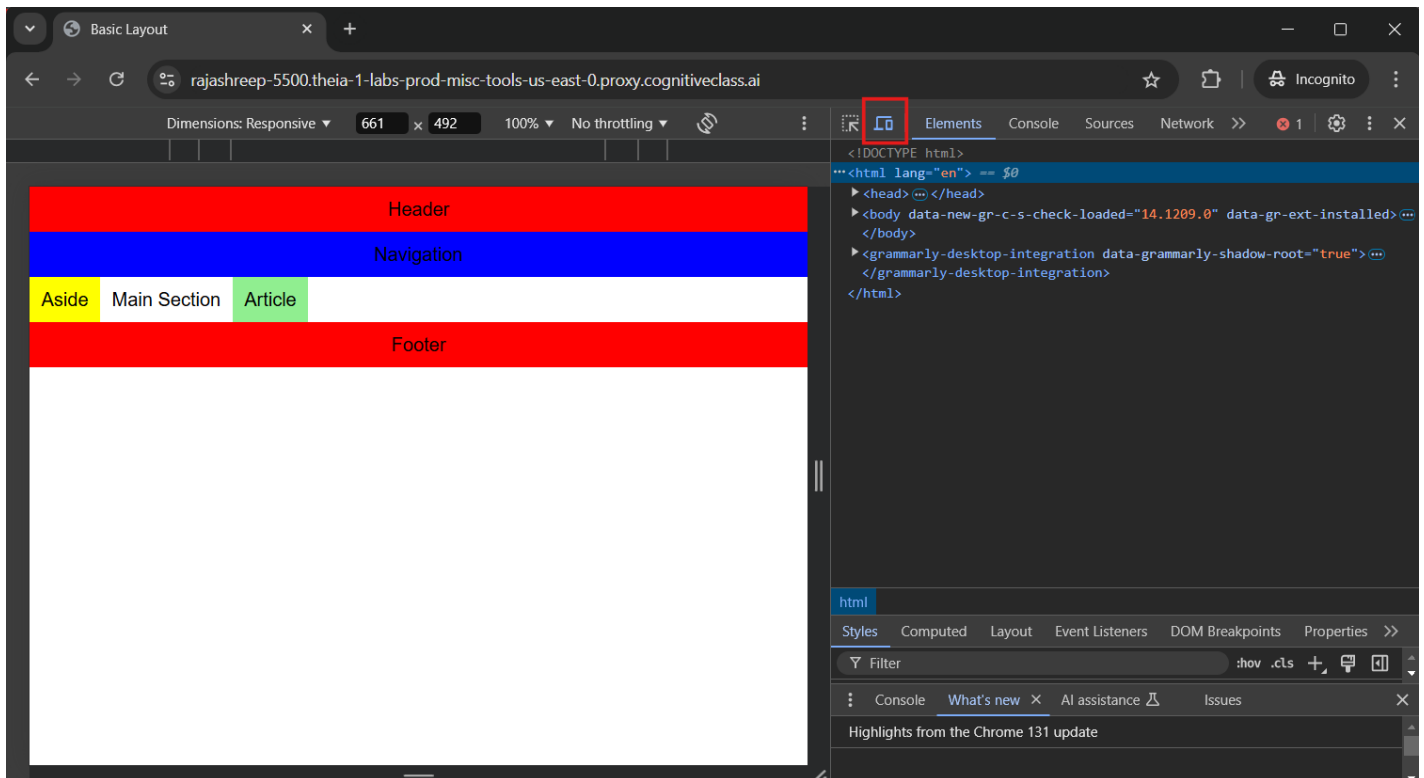 Basic Layout
rajashreep-5500.theia-1-labs-prod-misc-tools-us-east-0.proxy.cognitiveclass.ai
Incognito
Dimensions: Responsive ▼ 661 × 492 100% ▼ No throttling ▼
Elements Console Sources Network 1
Header
Navigation
Aside Main Section Article
Footer
<!DOCTYPE html>
<html lang="en"> == $0
<head> </head>
<body data-new-gr-c-s-check-loaded="14.1209.0" data-gr-ext-installed>
</body>
<grammarly-desktop-integration data-grammarly-shadow-root="true">
</grammarly-desktop-integration>
</html>
html
Styles Computed Layout Event Listeners DOM Breakpoints Properties
Filter :hov .cls
Console What's new AI assistance Issues
Highlights from the Chrome 131 update